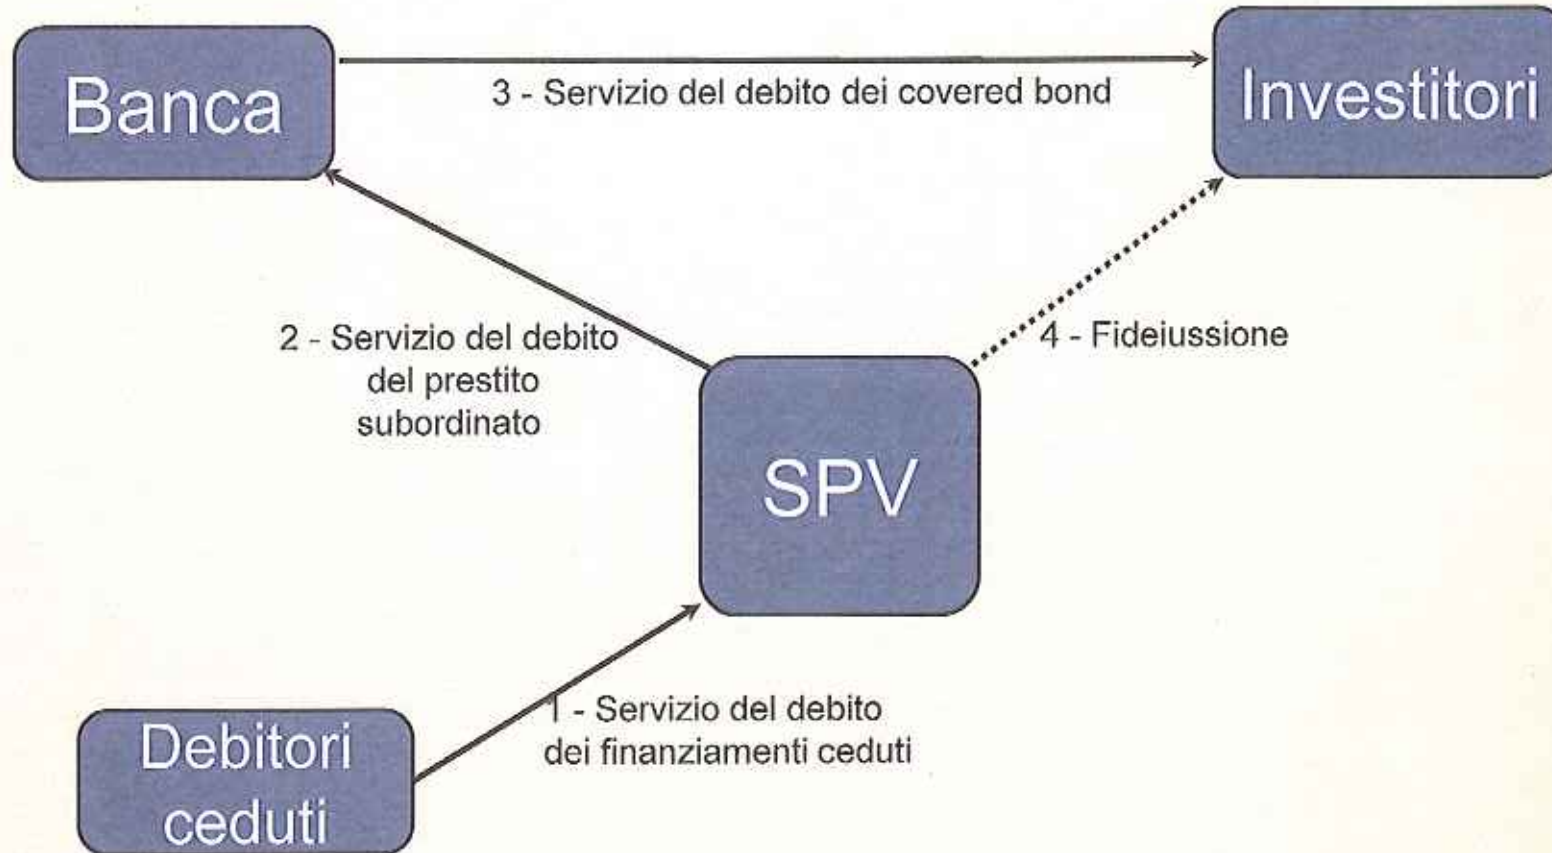 Banca
3 - Servizio del debito dei covered bond
Investitori
2 - Servizio del debito
del prestito
subordinato
4 - Fideiussione
SPV
1 - Servizio del debito
dei finanziamenti ceduti
Debitori
ceduti